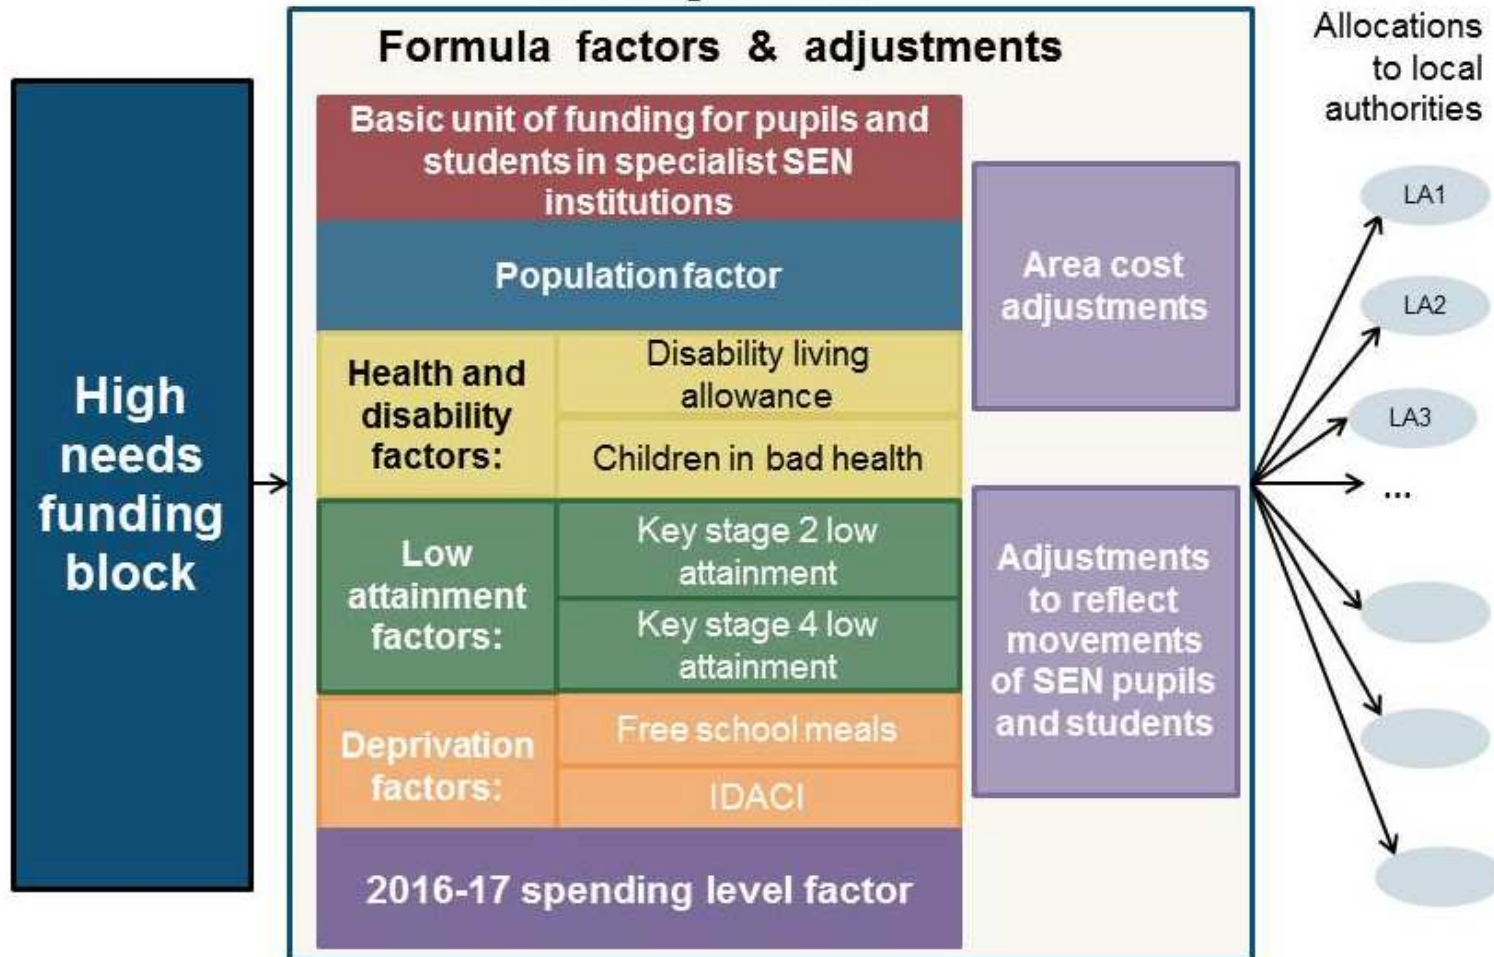 High
needs
funding
block
Formula factors & adjustments
Basic unit of funding for pupils and
students in specialist SEN
institutions
Population factor
Health and
disability
factors:
Disability living
allowance
Children in bad health
Low
attainment
factors:
Key stage 2 low
attainment
Key stage 4 low
attainment
Deprivation
factors:
Free school meals
IDACI
2016-17 spending level factor
Area cost
adjustments
Adjustments
to reflect
movements
of SEN pupils
and students
Allocations
to local
authorities
LA1
LA2
LA3
...